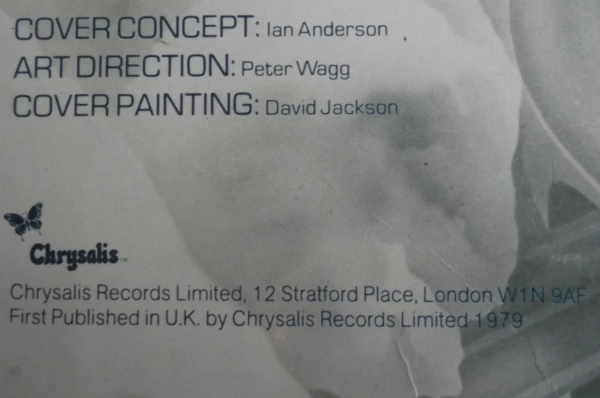 COVER CONCEPT: Ian Anderson
ART DIRECTION: Peter Wagg
COVER PAINTING: David Jackson
Chrysalis™
Chrysalis Records Limited, 12 Stratford Place, London W1N 9AF
First Published in U.K. by Chrysalis Records Limited 1979